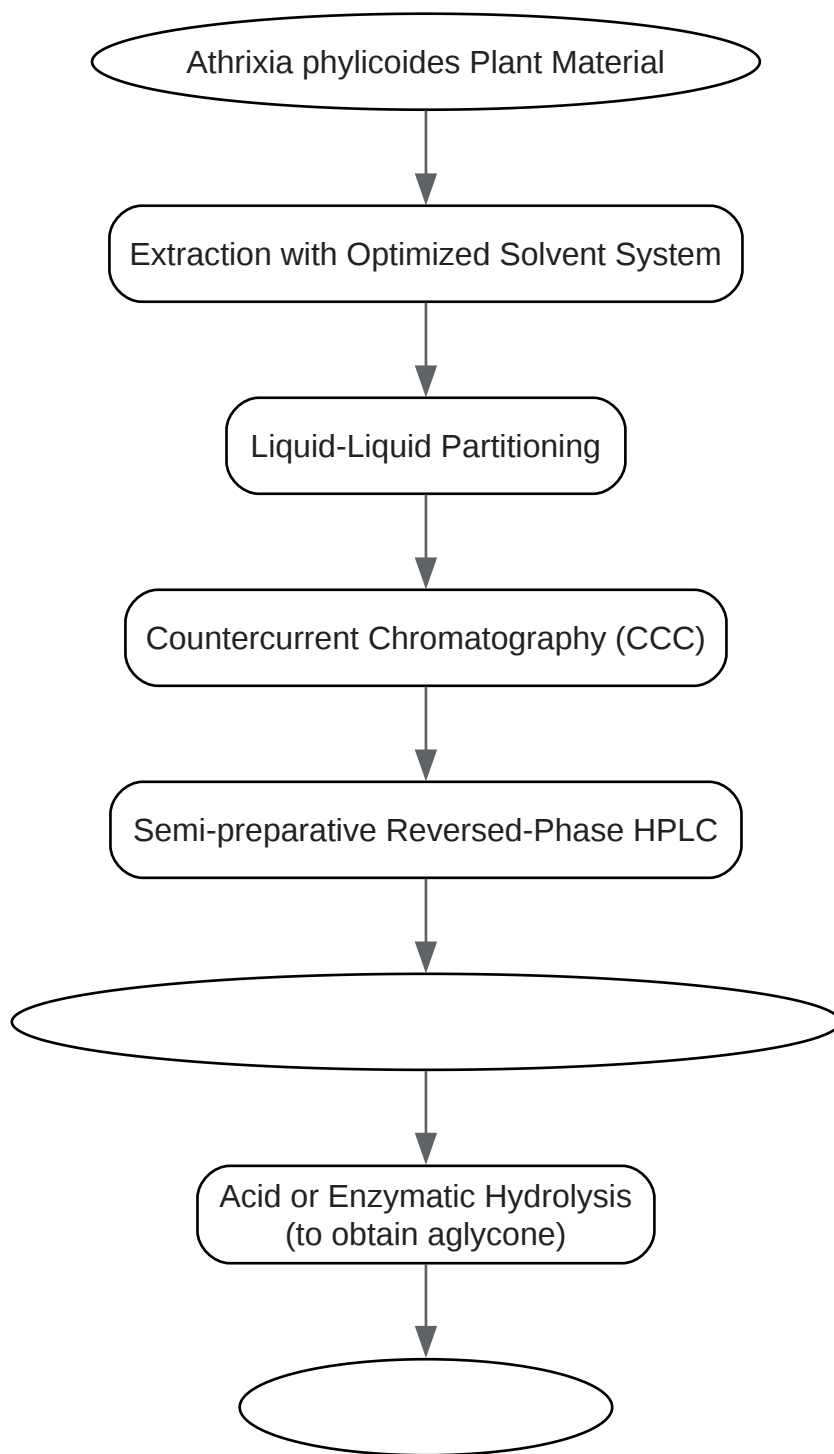 Athrixia phylicoides Plant Material
Extraction with Optimized Solvent System
Liquid-Liquid Partitioning
Countercurrent Chromatography (CCC)
Semi-preparative Reversed-Phase HPLC
Acid or Enzymatic Hydrolysis
(to obtain aglycone)